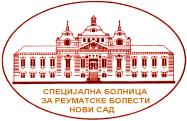 СПЕЦИЈАЛНА БОЛНИЦА
ЗА РЕУМАТСКЕ БОЛЕСТИ
НОВИ САД